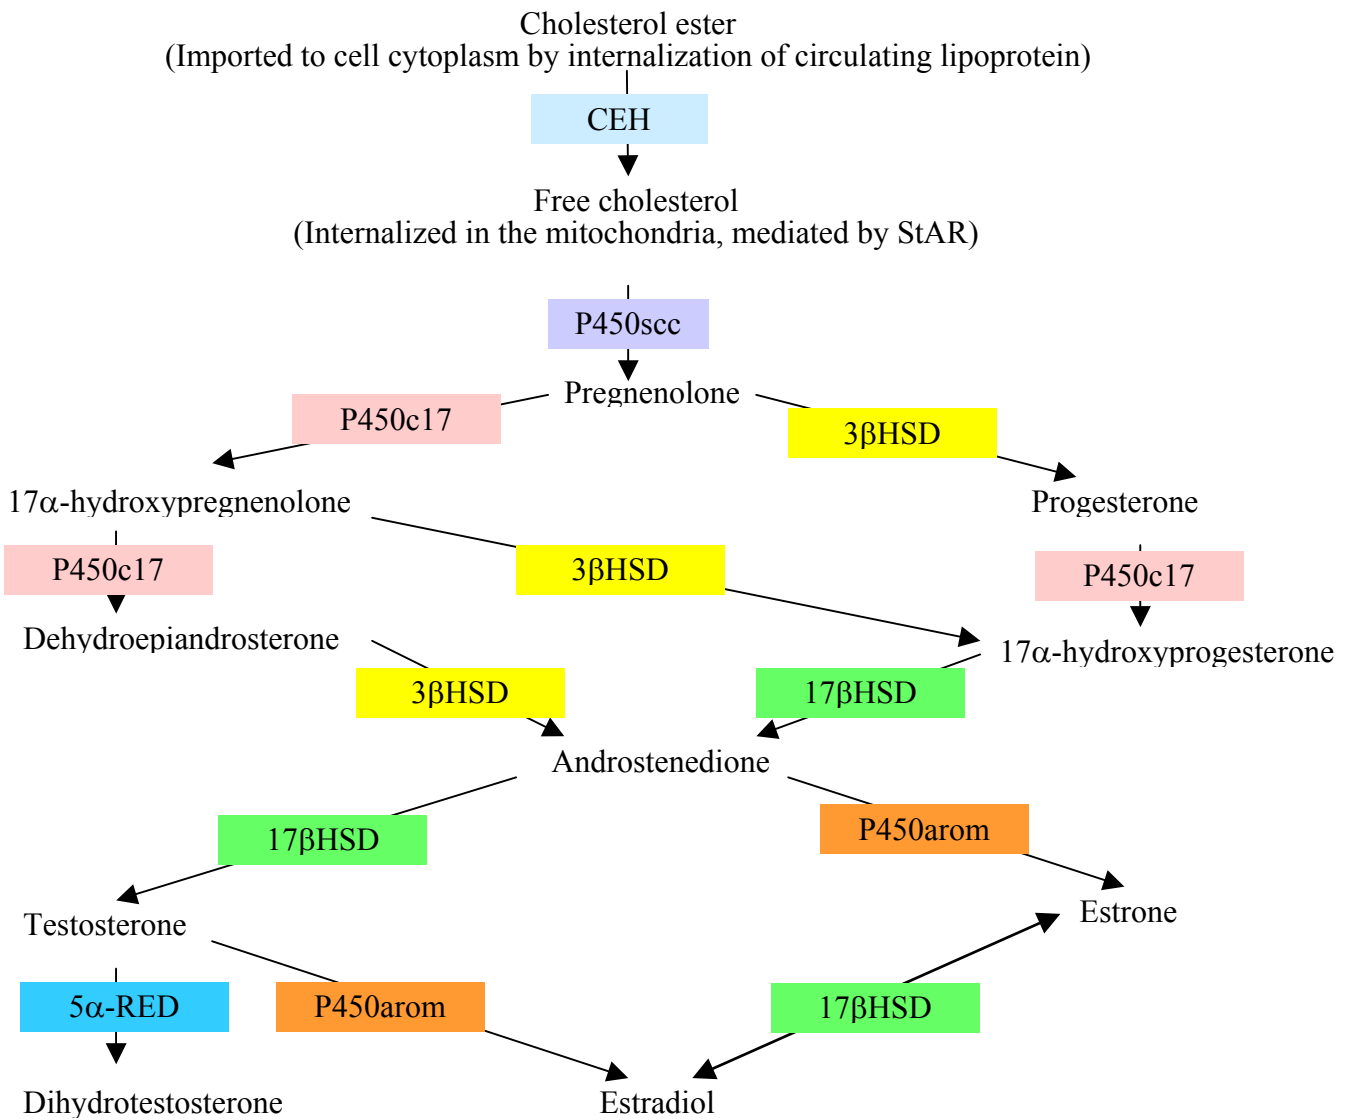 Cholesterol ester
(Imported to cell cytoplasm by internalization of circulating lipoprotein)
CEH
Free cholesterol
(Internalized in the mitochondria, mediated by StAR)
P450scc
Pregnenolone
P450c17
3βHSD
17α-hydroxypregnenolone
Progesterone
P450c17
3βHSD
P450c17
Dehydroepiandrosterone
17α-hydroxyprogesterone
3βHSD
17βHSD
Androstenedione
17βHSD
P450arom
Testosterone
Estrone
5α-RED
P450arom
17βHSD
Dihydrotestosterone
Estradiol